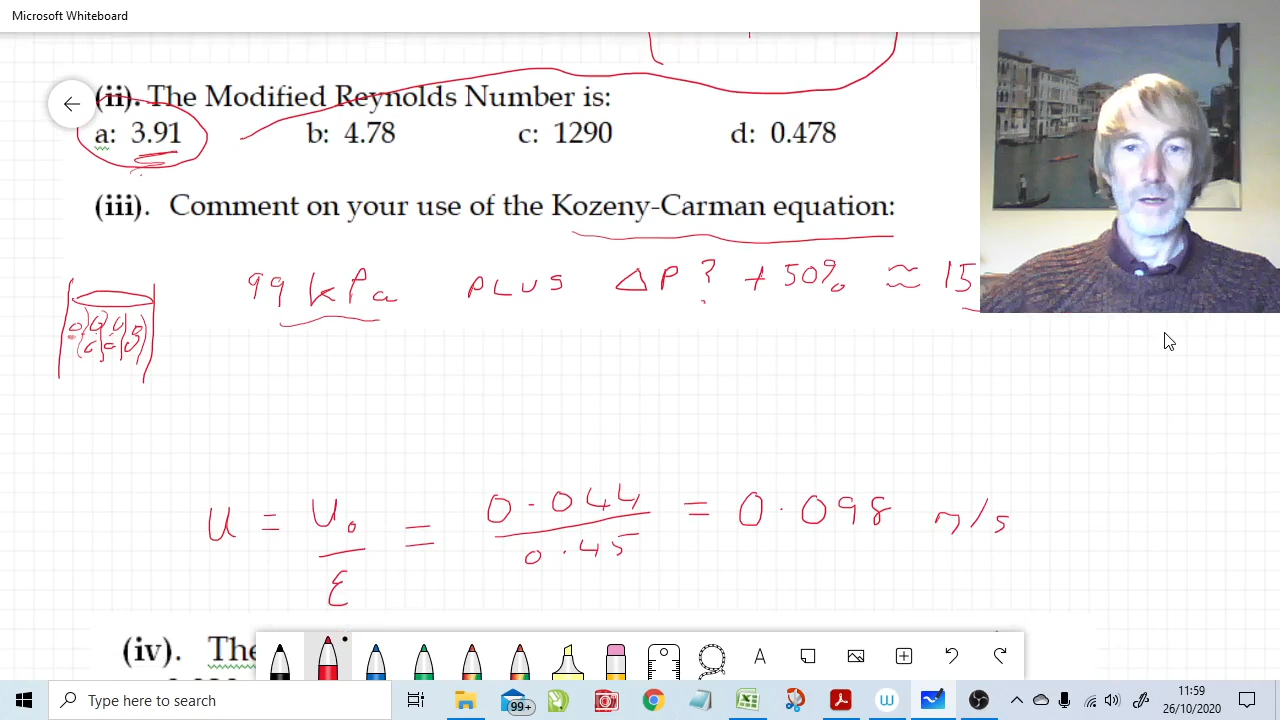 Microsoft Whiteboard
(ii). The Modified Reynolds Number is:
a: 3.91 b: 4.78 c: 1290 d: 0.478
(iii). Comment on your use of the Kozeny-Carman equation:
99 kPa PLUS ΔP ? + 50% ≈ 15
U = U₀/ε = 0.044/0.45 = 0.098 m/s
(iv). The
A
99+
W
Type here to search
11:59
26/10/2020